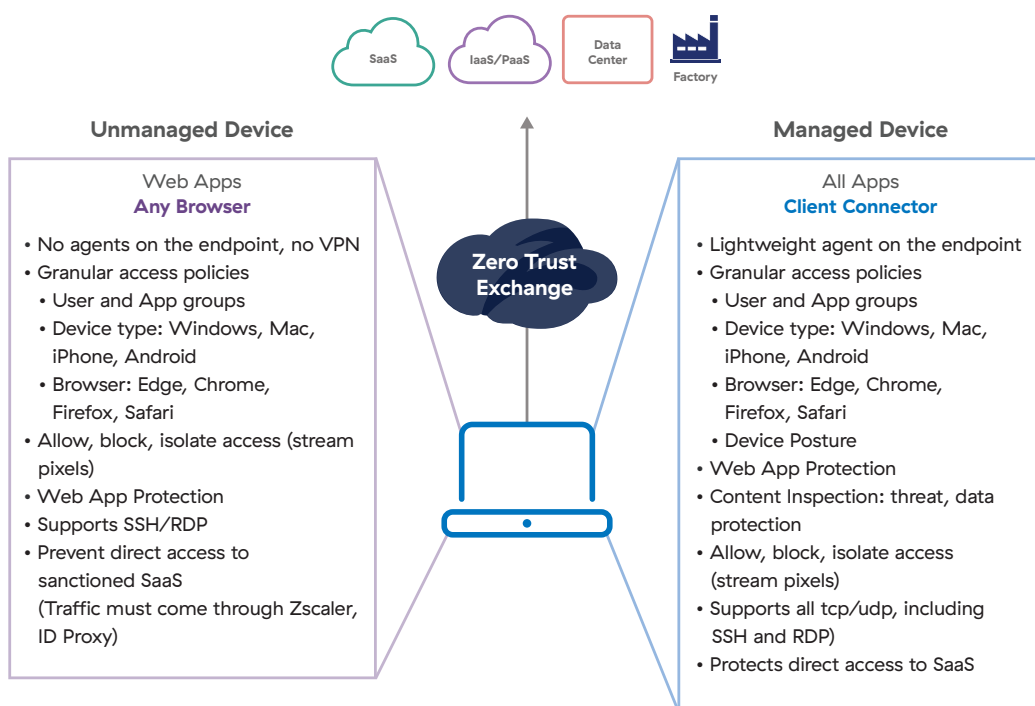 SaaS
IaaS/PaaS
Data
Center
Factory
Unmanaged Device
Web Apps
Any Browser
• No agents on the endpoint, no VPN
• Granular access policies
• User and App groups
• Device type: Windows, Mac,
iPhone, Android
• Browser: Edge, Chrome,
Firefox, Safari
• Allow, block, isolate access (stream
pixels)
• Web App Protection
• Supports SSH/RDP
• Prevent direct access to
sanctioned SaaS
(Traffic must come through Zscaler,
ID Proxy)
Zero Trust
Exchange
Managed Device
All Apps
Client Connector
• Lightweight agent on the endpoint
• Granular access policies
• User and App groups
• Device type: Windows, Mac,
iPhone, Android
• Browser: Edge, Chrome,
Firefox, Safari
• Device Posture
• Web App Protection
• Content Inspection: threat, data
protection
• Allow, block, isolate access
(stream pixels)
• Supports all tcp/udp, including
SSH and RDP)
• Protects direct access to SaaS